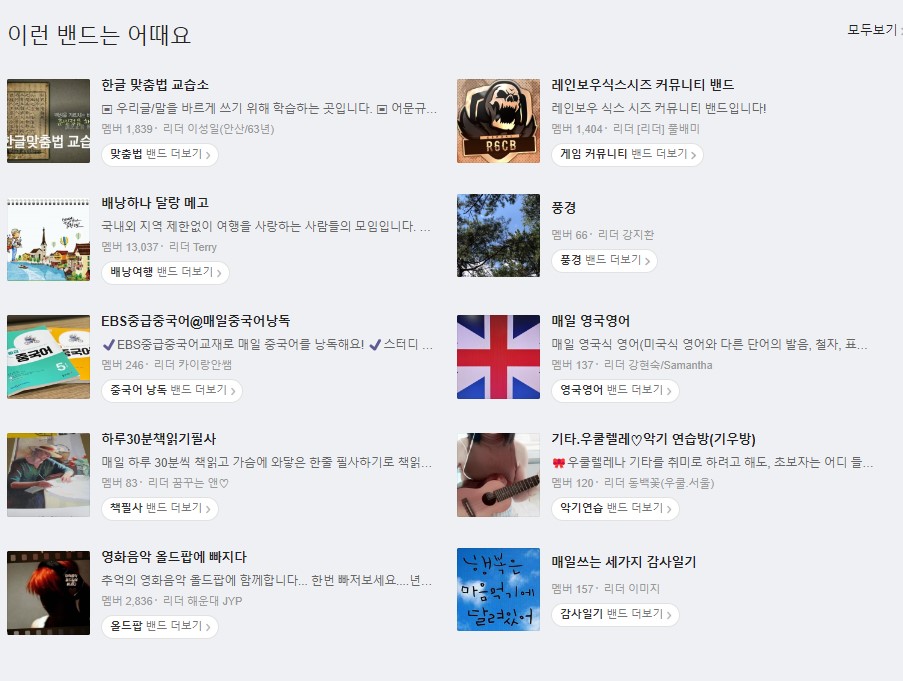 이런 밴드는 어때요
모두보기
한글 맞춤법 교습소
▣ 우리글/말을 바르게 쓰기 위해 학습하는 곳입니다. ▣ 어문규...
멤버 1,839 · 리더 이성일(안산/63년)
맞춤법 밴드 더보기 >
한글맞춤법 교습
레인보우식스시즈 커뮤니티 밴드
레인보우 식스 시즈 커뮤니티 밴드입니다!
멤버 1,404 · 리더 [리더] 쿨배미
게임 커뮤니티 밴드 더보기 >
R6CB
배낭하나 달랑 메고
국내외 지역 제한없이 여행을 사랑하는 사람들의 모임입니다. ...
멤버 13,037 · 리더 Terry
배낭여행 밴드 더보기 >
풍경
멤버 66 · 리더 강지환
풍경 밴드 더보기 >
EBS중급중국어@매일중국어낭독
✔EBS중급중국어교재로 매일 중국어를 낭독해요! ✔스터디 ...
멤버 246 · 리더 카이랑안쌤
중국어 낭독 밴드 더보기 >
중국어
5
매일 영국영어
매일 영국식 영어(미국식 영어와 다른 단어의 발음, 철자, 표...
멤버 137 · 리더 강현숙/Samantha
영국영어 밴드 더보기 >
하루30분책읽기필사
매일 하루 30분씩 책읽고 가슴에 와닿은 한줄 필사하기로 책읽...
멤버 83 · 리더 꿈꾸는 앤♡
책필사 밴드 더보기 >
기타.우쿨렐레♡악기 연습방(기우방)
🎀우쿨렐레나 기타를 취미로 하려고 해도, 초보자는 어디 들...
멤버 120 · 리더 동백꽃(우쿨.서울)
악기연습 밴드 더보기 >
영화음악 올드팝에 빠지다
추억의 영화음악 올드팝에 함께합니다... 한번 빠저보세요....년...
멤버 2,836 · 리더 해운대 JYP
올드팝 밴드 더보기 >
매일쓰는 세가지 감사일기
멤버 157 · 리더 이미지
감사일기 밴드 더보기 >
행복은
마음먹기에
달려있어